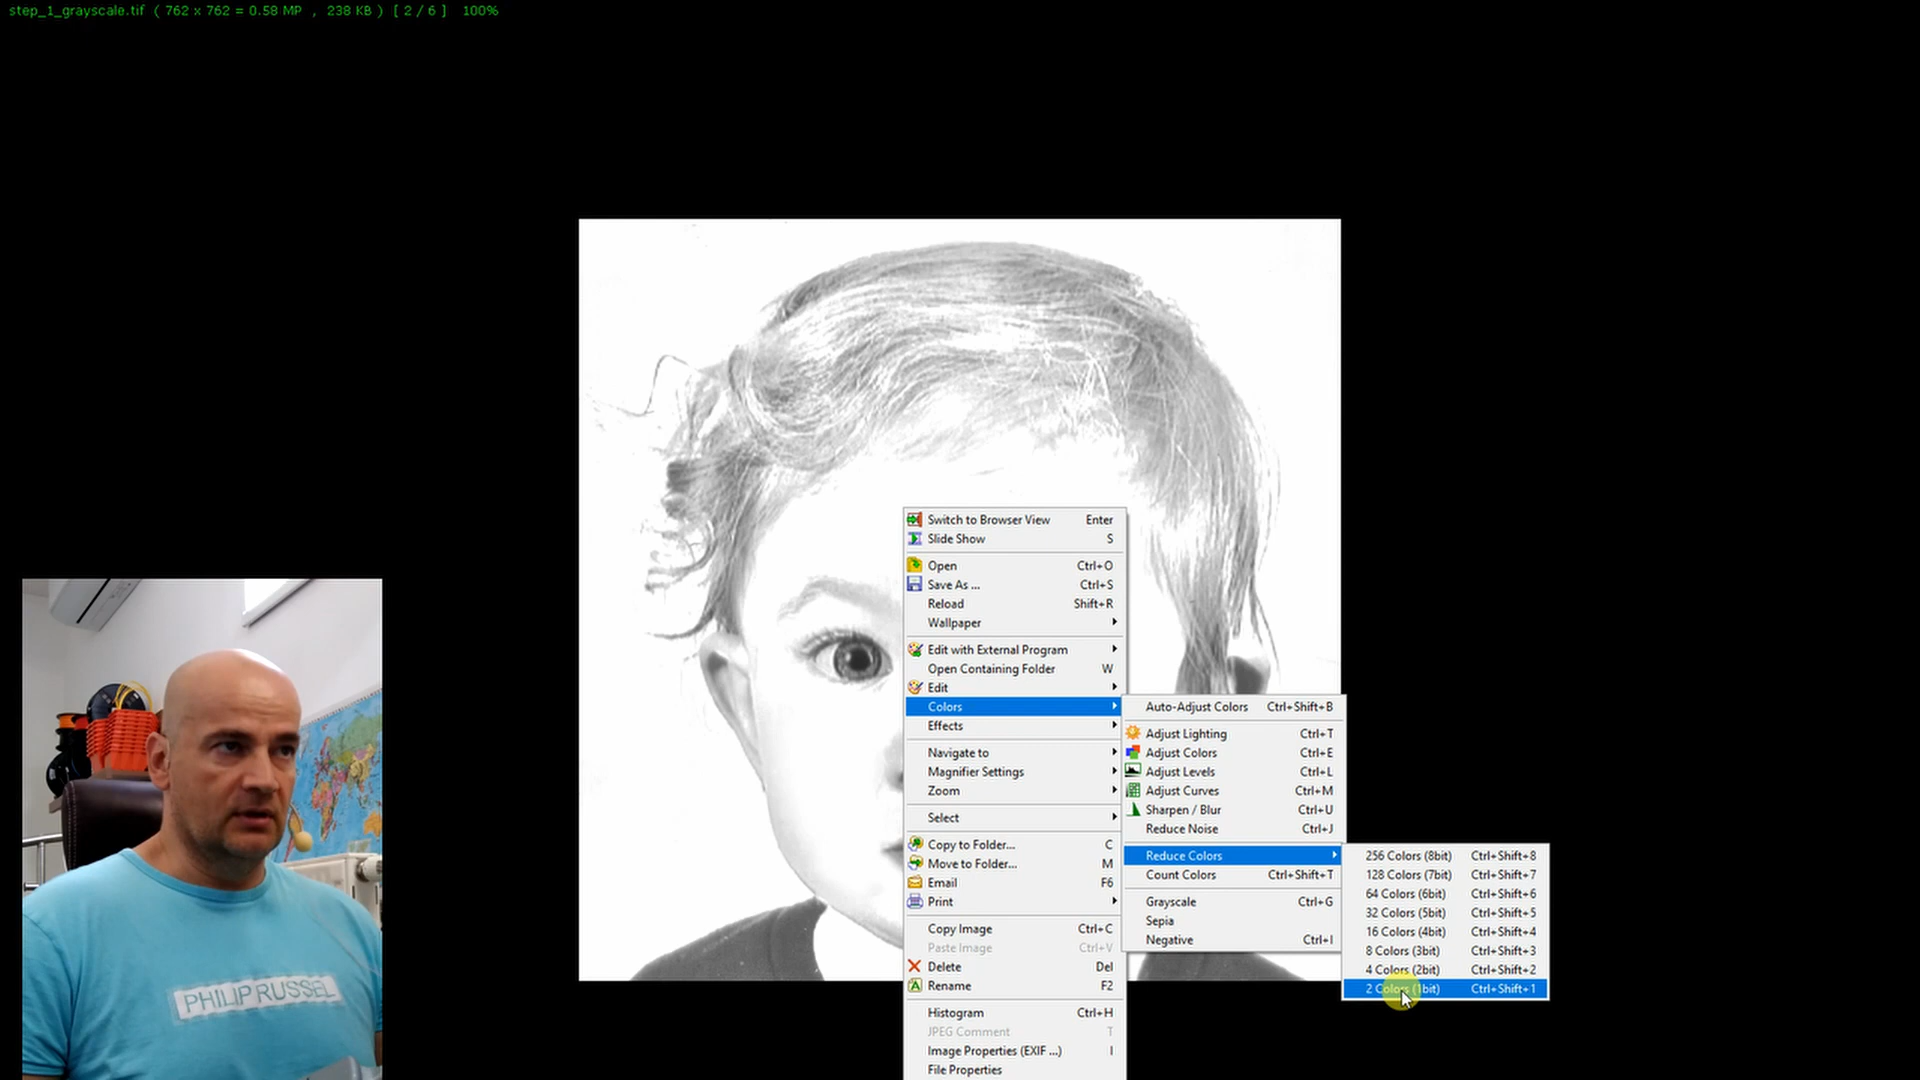 step_1_grayscale.tif ( 762 x 762 = 0.58 MP , 238 KB ) [ 2 / 6 ] 100%
Switch to Browser View Enter
Slide Show S
Open Ctrl+O
Save As ... Ctrl+S
Reload Shift+R
Wallpaper
Edit with External Program
Open Containing Folder W
Edit
Colors
Effects
Navigate to
Magnifier Settings
Zoom
Select
Copy to Folder... C
Move to Folder... M
Email F6
Print
Copy Image Ctrl+C
Paste Image Ctrl+V
Delete Del
Rename F2
Histogram Ctrl+H
JPEG Comment T
Image Properties (EXIF ...) I
File Properties
Auto-Adjust Colors Ctrl+Shift+B
Adjust Lighting Ctrl+T
Adjust Colors Ctrl+E
Adjust Levels Ctrl+L
Adjust Curves Ctrl+M
Sharpen / Blur Ctrl+U
Reduce Noise Ctrl+J
Reduce Colors
Count Colors Ctrl+Shift+T
Grayscale Ctrl+G
Sepia
Negative Ctrl+I
256 Colors (8bit) Ctrl+Shift+8
128 Colors (7bit) Ctrl+Shift+7
64 Colors (6bit) Ctrl+Shift+6
32 Colors (5bit) Ctrl+Shift+5
16 Colors (4bit) Ctrl+Shift+4
8 Colors (3bit) Ctrl+Shift+3
4 Colors (2bit) Ctrl+Shift+2
2 Colors (1bit) Ctrl+Shift+1
PHILIP RUSSEL